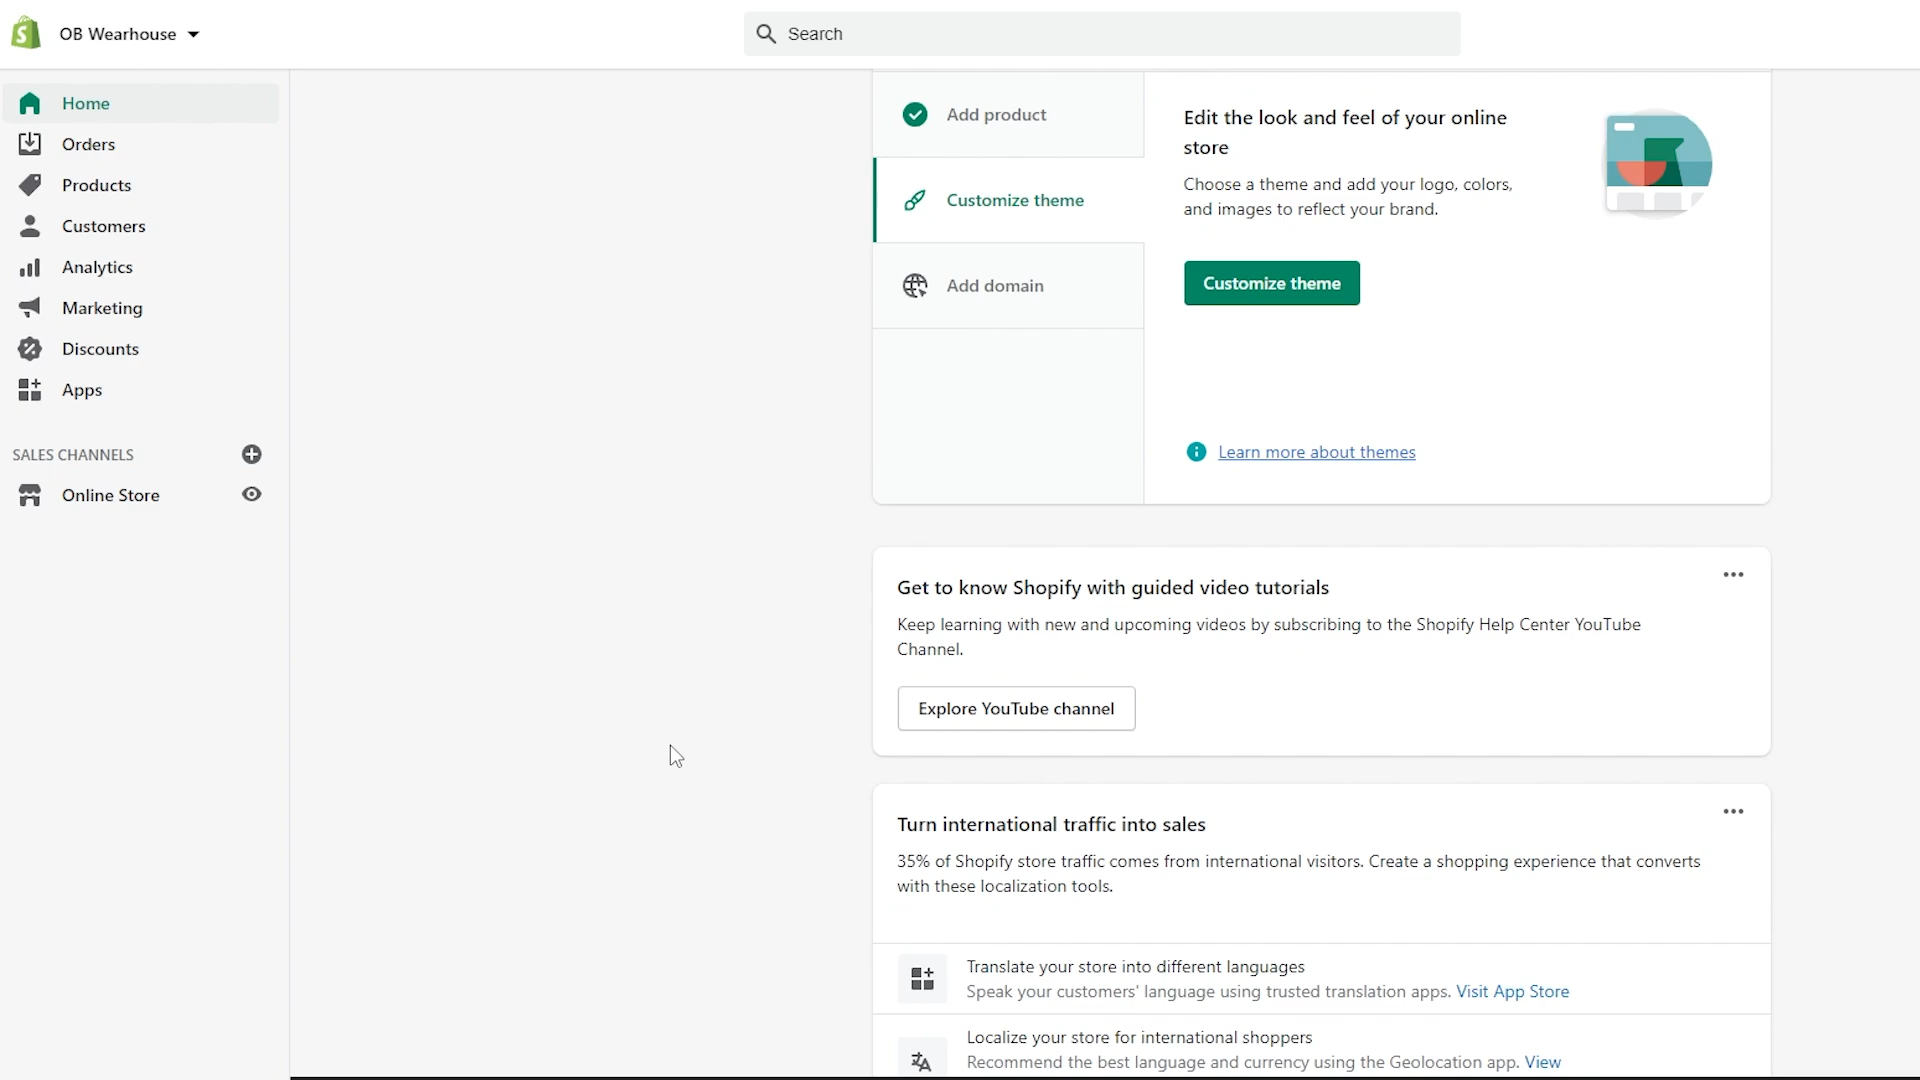 OB Wearhouse
Search
Home
Orders
Products
Customers
Analytics
Marketing
Discounts
Apps
SALES CHANNELS
Online Store
Add product
Customize theme
Add domain
Edit the look and feel of your online
store
Choose a theme and add your logo, colors,
and images to reflect your brand.
Customize theme
Learn more about themes
Get to know Shopify with guided video tutorials
Keep learning with new and upcoming videos by subscribing to the Shopify Help Center YouTube
Channel.
Explore YouTube channel
Turn international traffic into sales
35% of Shopify store traffic comes from international visitors. Create a shopping experience that converts
with these localization tools.
Translate your store into different languages
Speak your customers' language using trusted translation apps. Visit App Store
Localize your store for international shoppers
Recommend the best language and currency using the Geolocation app. View